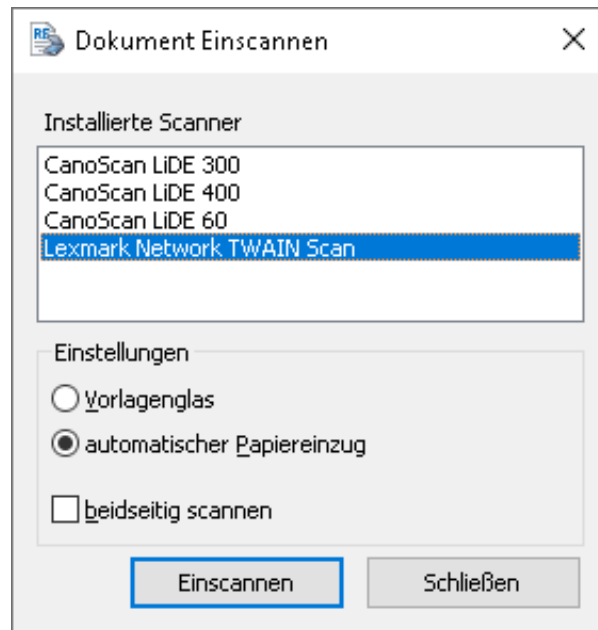 Dokument Einscannen
Installierte Scanner
CanoScan LiDE 300
CanoScan LiDE 400
CanoScan LiDE 60
Lexmark Network TWAIN Scan
Einstellungen
Vorlagenglas
automatischer Papiereinzug
beidseitig scannen
Einscannen Schließen